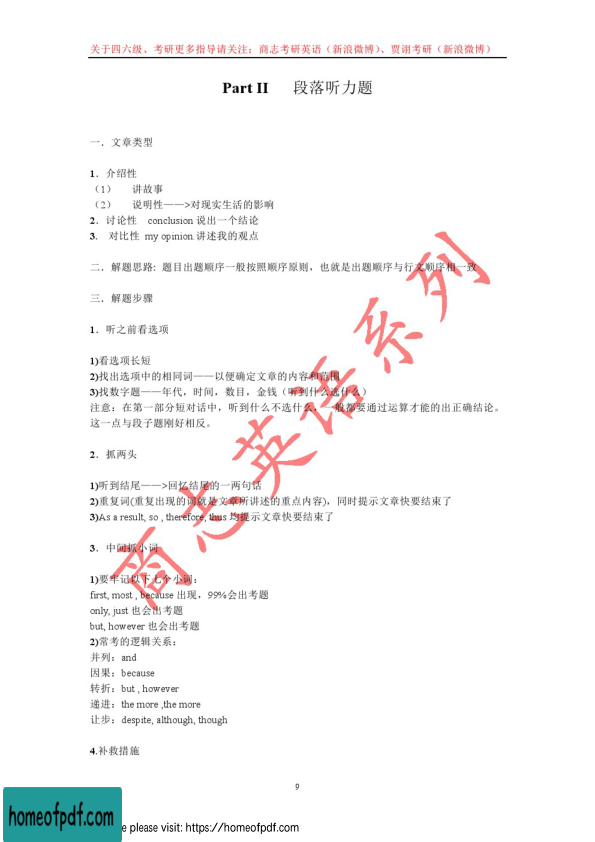 关于四六级、考研更多指导请关注：商志考研英语（新浪微博）、贾诩考研（新浪微博）
Part II 段落听力题
一．文章类型
1．介绍性
（1） 讲故事
（2） 说明性——>对现实生活的影响
2．讨论性 conclusion 说出一个结论
3. 对比性 my opinion.讲述我的观点
二．解题思路: 题目出题顺序一般按照顺序原则，也就是出题顺序与行文顺序相一致
三．解题步骤
1．听之前看选项
1)看选项长短
2)找出选项中的相同词——以便确定文章的内容和范围
3)找数字题——年代，时间，数目，金钱（听到什么选什么）
注意：在第一部分短对话中，听到什么不选什么，一般都要通过运算才能的出正确结论。
这一点与段子题刚好相反。
2．抓两头
1)听到结尾——>回忆结尾的一两句话
2)重复词(重复出现的词就是文章所讲述的重点内容)，同时提示文章快要结束了
3)As a result, so , therefore, thus 均提示文章快要结束了
3．中间抓小词
1)要牢记以下七个小词：
first, most , because 出现，99%会出考题
only, just 也会出考题
but, however 也会出考题
2)常考的逻辑关系：
并列：and
因果：because
转折：but , however
递进：the more ,the more
让步：despite, although, though
4.补救措施
商志英语系列
9
homeofpdf.com
e please visit: https://homeofpdf.com